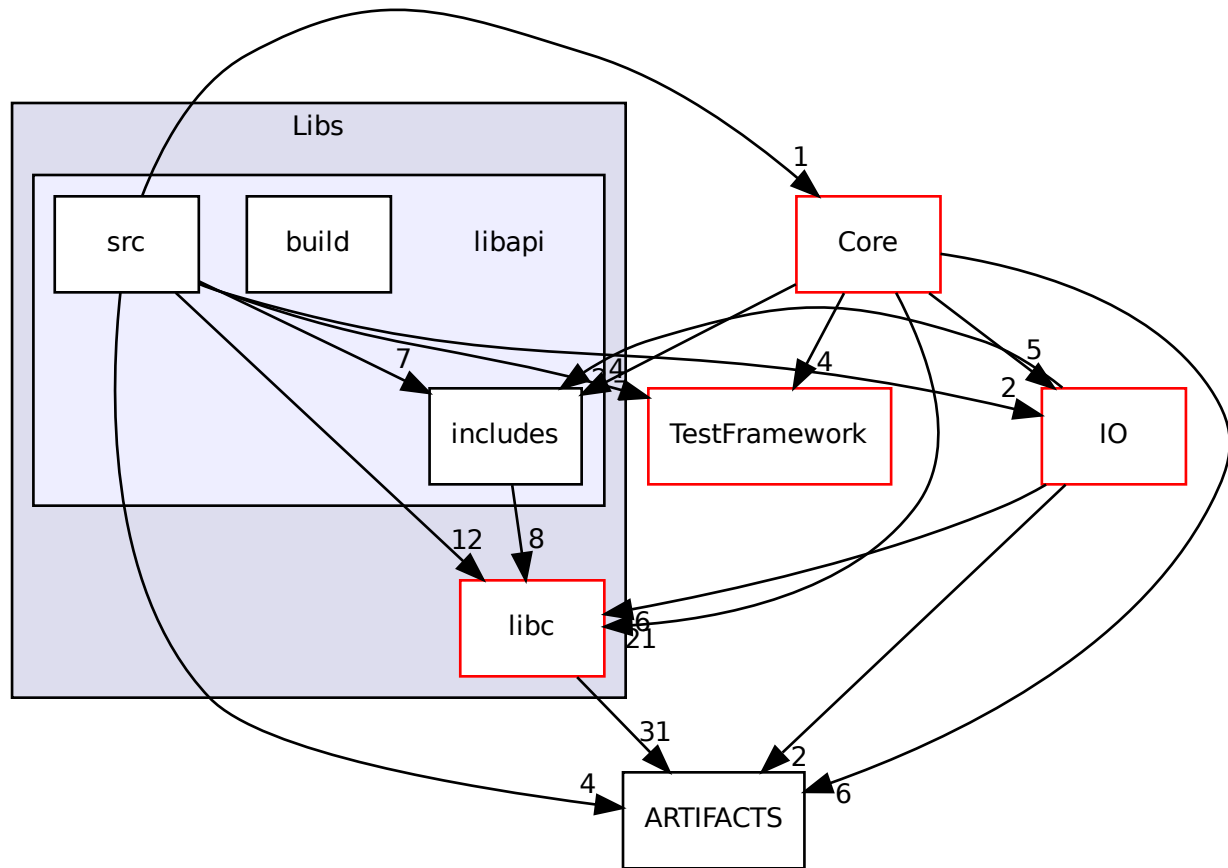 Libs
1
src
build
libapi
Core
7
4
4
2
5
includes
TestFramework
IO
12
8
libc
6
21
31
4
2
6
ARTIFACTS